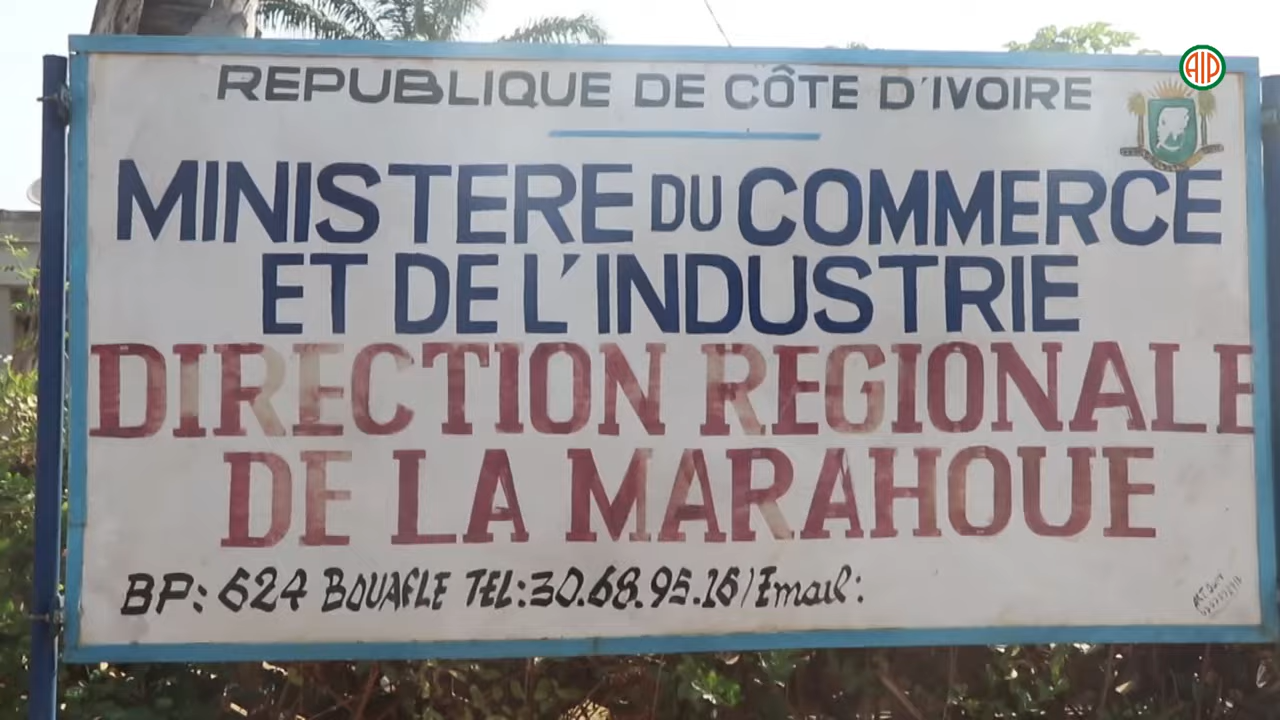 AIP
REPUBLIQUE DE CÔTE D'IVOIRE
MINISTERE DU COMMERCE
ET DE L'INDUSTRIE
DIRECTION REGIONALE
DE LA MARAHOUE
BP: 624 BOUAFLE TEL:30.68.95.16/Email: